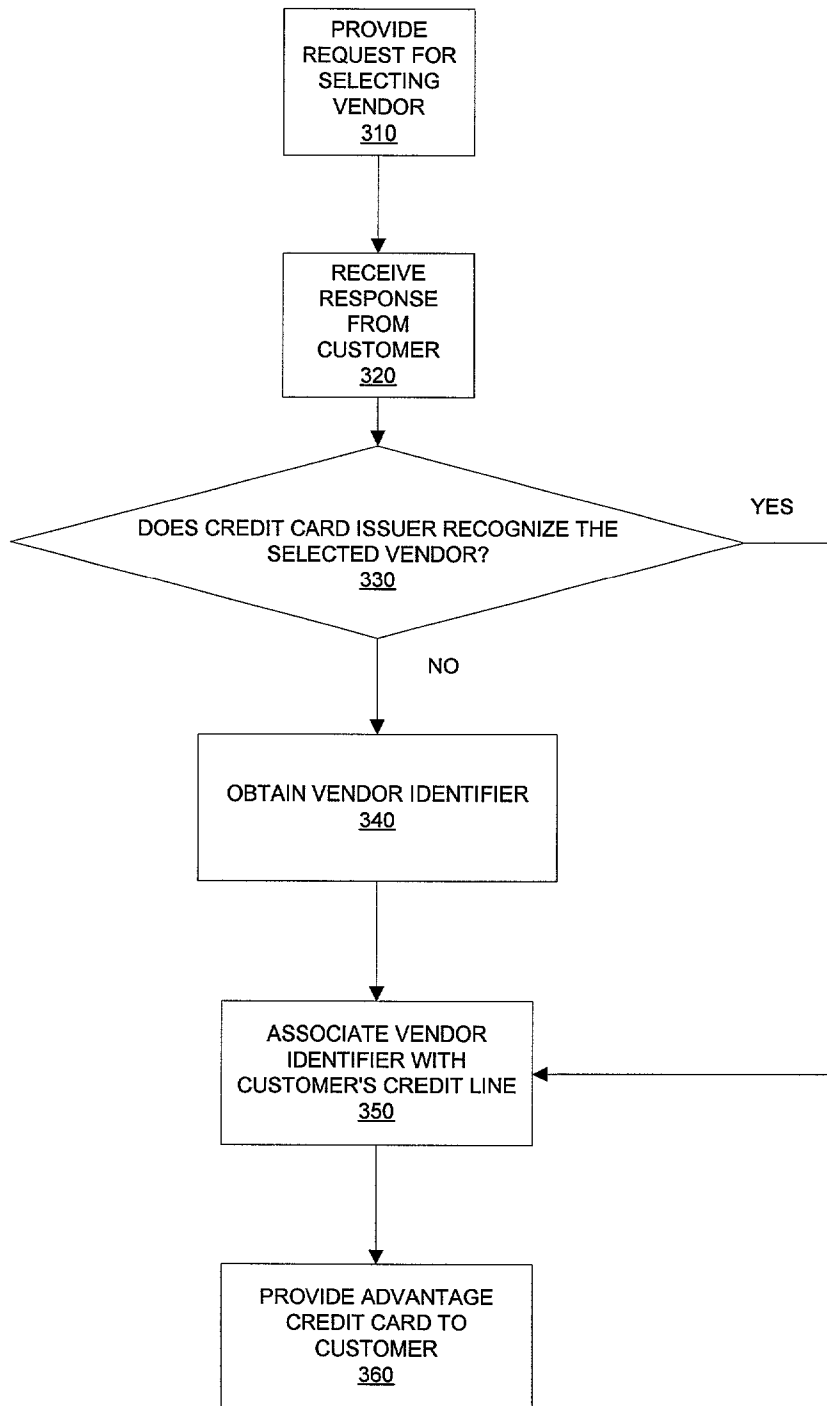 PROVIDE
REQUEST FOR
SELECTING
VENDOR
310
RECEIVE
RESPONSE
FROM
CUSTOMER
320
DOES CREDIT CARD ISSUER RECOGNIZE THE
SELECTED VENDOR?
330
YES
NO
OBTAIN VENDOR IDENTIFIER
340
ASSOCIATE VENDOR
IDENTIFIER WITH
CUSTOMER'S CREDIT LINE
350
PROVIDE ADVANTAGE
CREDIT CARD TO
CUSTOMER
360